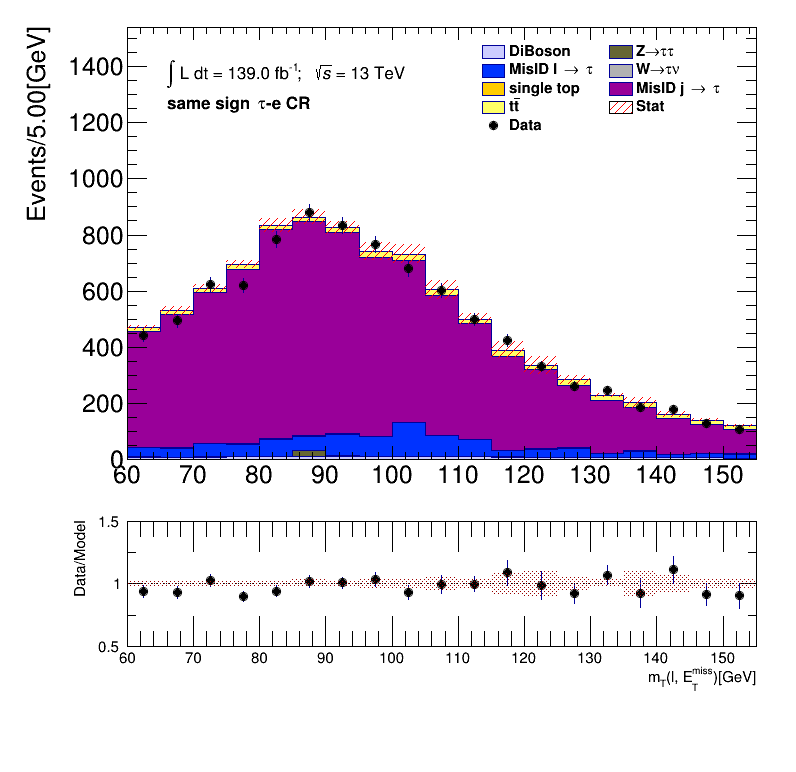 Events/5.00[GeV]
1400
1200
1000
800
600
400
200
0
∫ L dt = 139.0 fb⁻¹; √s = 13 TeV
same sign τ-e CR
DiBoson
MisID l → τ
single top
tt̄
Data
Z→ττ
W→τν
MisID j → τ
Stat
60 70 80 90 100 110 120 130 140 150
Data/Model
1.5
1
0.5
60 70 80 90 100 110 120 130 140 150
m_T(l, E_T^miss)[GeV]